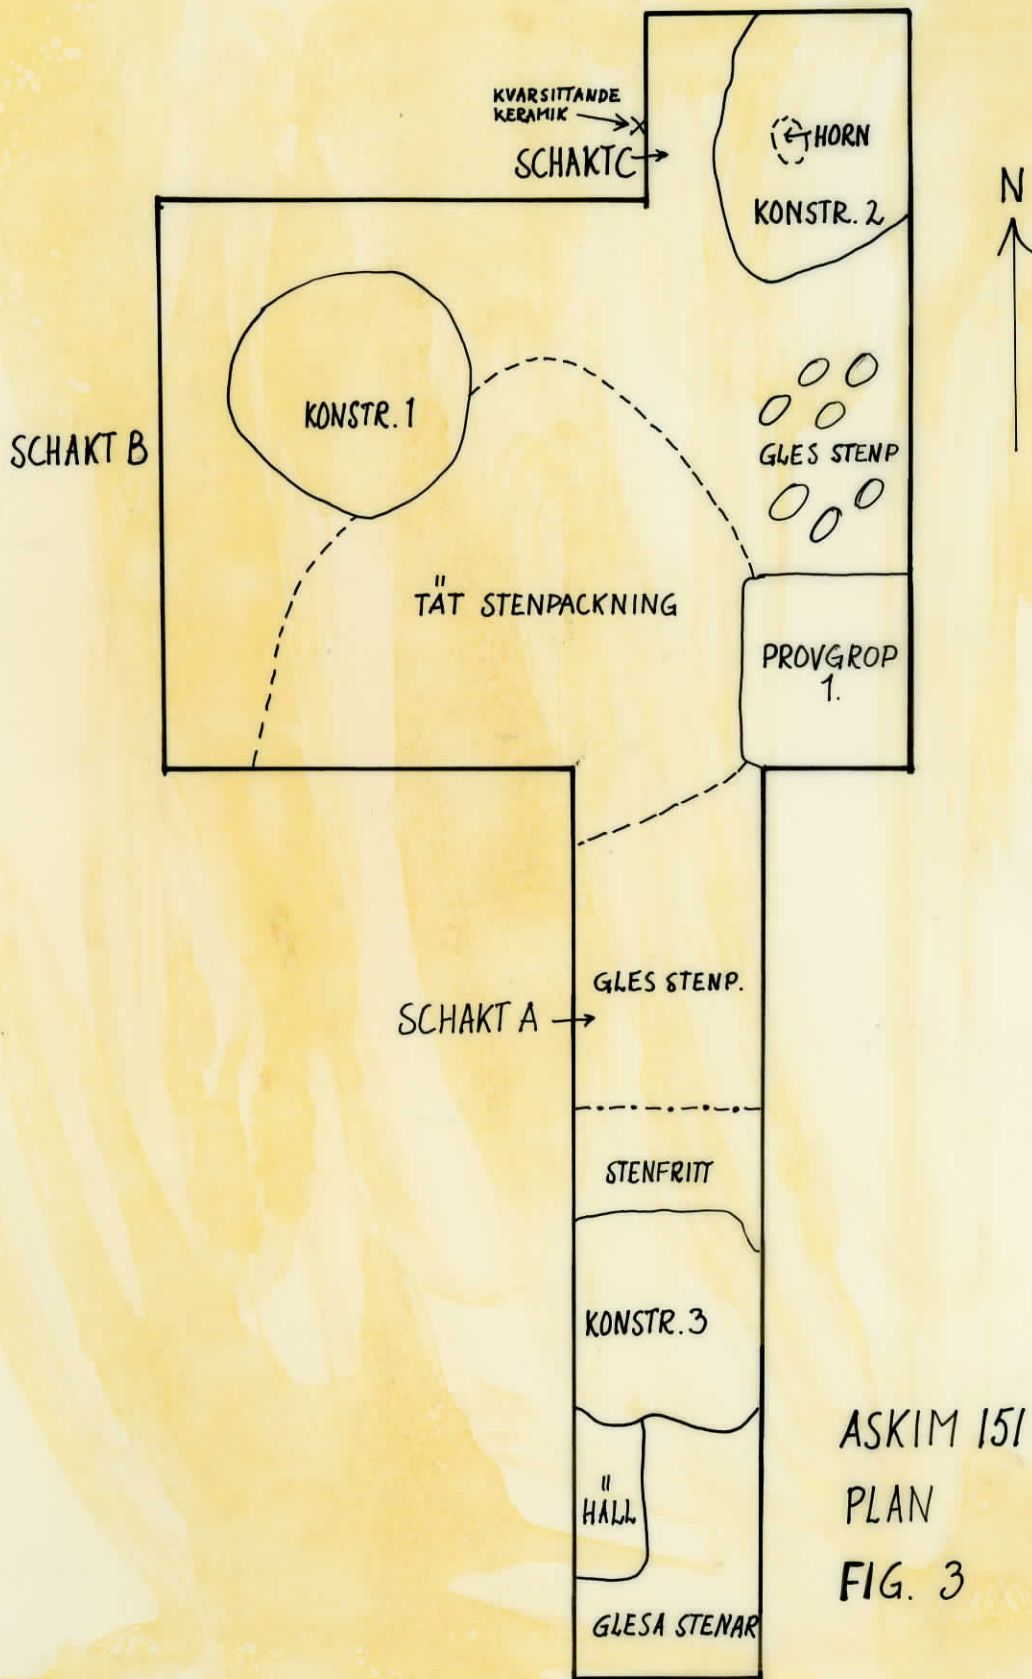 KVARSITTANDE
KERAMIK
SCHAKT C
HORN
KONSTR. 2
N
KONSTR. 1
SCHAKT B
GLES STENP
TÄT STENPACKNING
PROVGROP
1.
GLES STENP.
SCHAKT A
STENFRITT
KONSTR. 3
HÄLL
GLESA STENAR
ASKIM 151
PLAN
FIG. 3